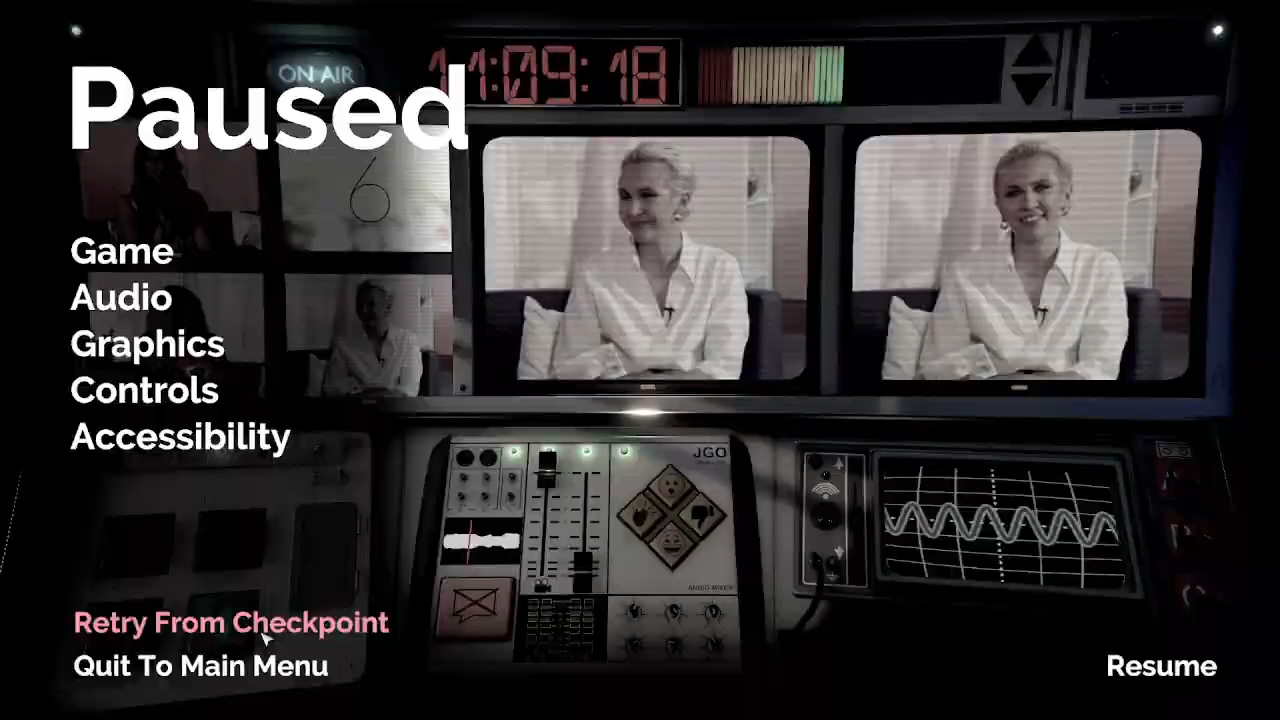 ON AIR
11:09:18
Paused
6
Game
Audio
Graphics
Controls
Accessibility
JGO
AUDIO MIXER
Retry From Checkpoint
Quit To Main Menu
Resume